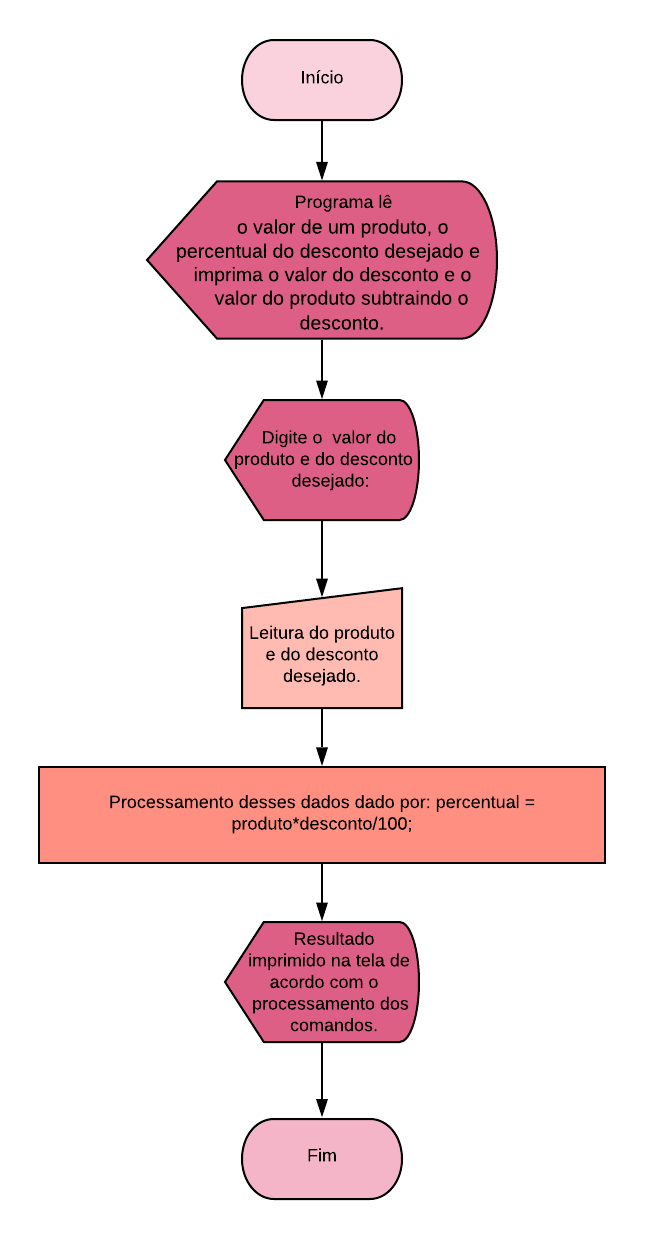 Início
Programa lê
o valor de um produto, o
percentual do desconto desejado e
imprima o valor do desconto e o
valor do produto subtraindo o
desconto.
Digite o valor do
produto e do desconto
desejado:
Leitura do produto
e do desconto
desejado.
Processamento desses dados dado por: percentual =
produto*desconto/100;
Resultado
imprimido na tela de
acordo com o
processamento dos
comandos.
Fim